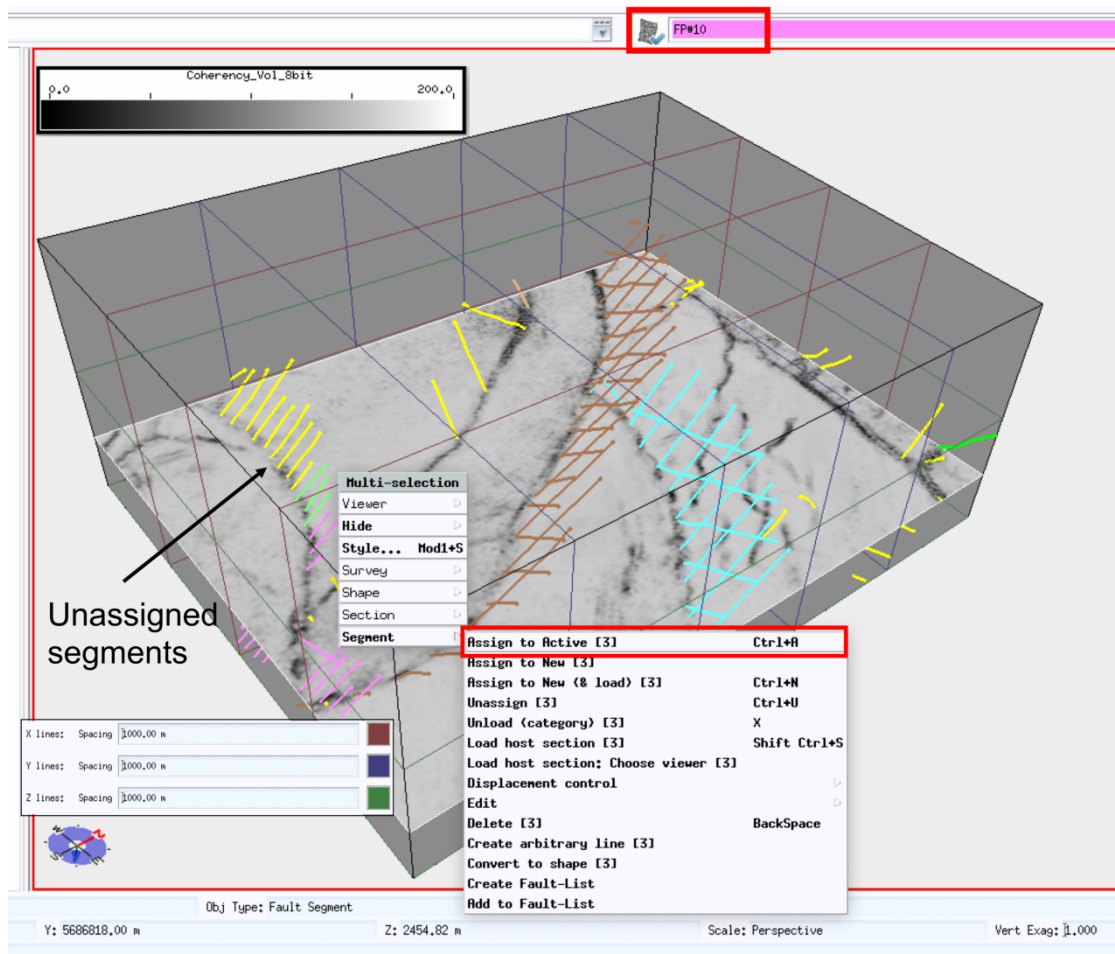 FP#10
Coherency_Vol_8bit
0.0 200.0
Multi-selection
Viewer
Hide
Style... Mod1+S
Survey
Shape
Section
Segment
Unassigned
segments
Assign to Active [3] Ctrl+A
Assign to New [3]
Assign to New (& load) [3] Ctrl+N
Unassign [3] Ctrl+U
Unload (category) [3] X
Load host section [3] Shift Ctrl+S
Load host section: Choose viewer [3]
Displacement control
Edit
Delete [3] BackSpace
Create arbitrary line [3]
Convert to shape [3]
Create Fault-List
Add to Fault-List
X lines: Spacing 1000.00 m
Y lines: Spacing 1000.00 m
Z lines: Spacing 1000.00 m
W N
S E
Obj Type: Fault Segment
Y: 5686818.00 m Z: 2454.82 m Scale: Perspective Vert Exag: 1.000